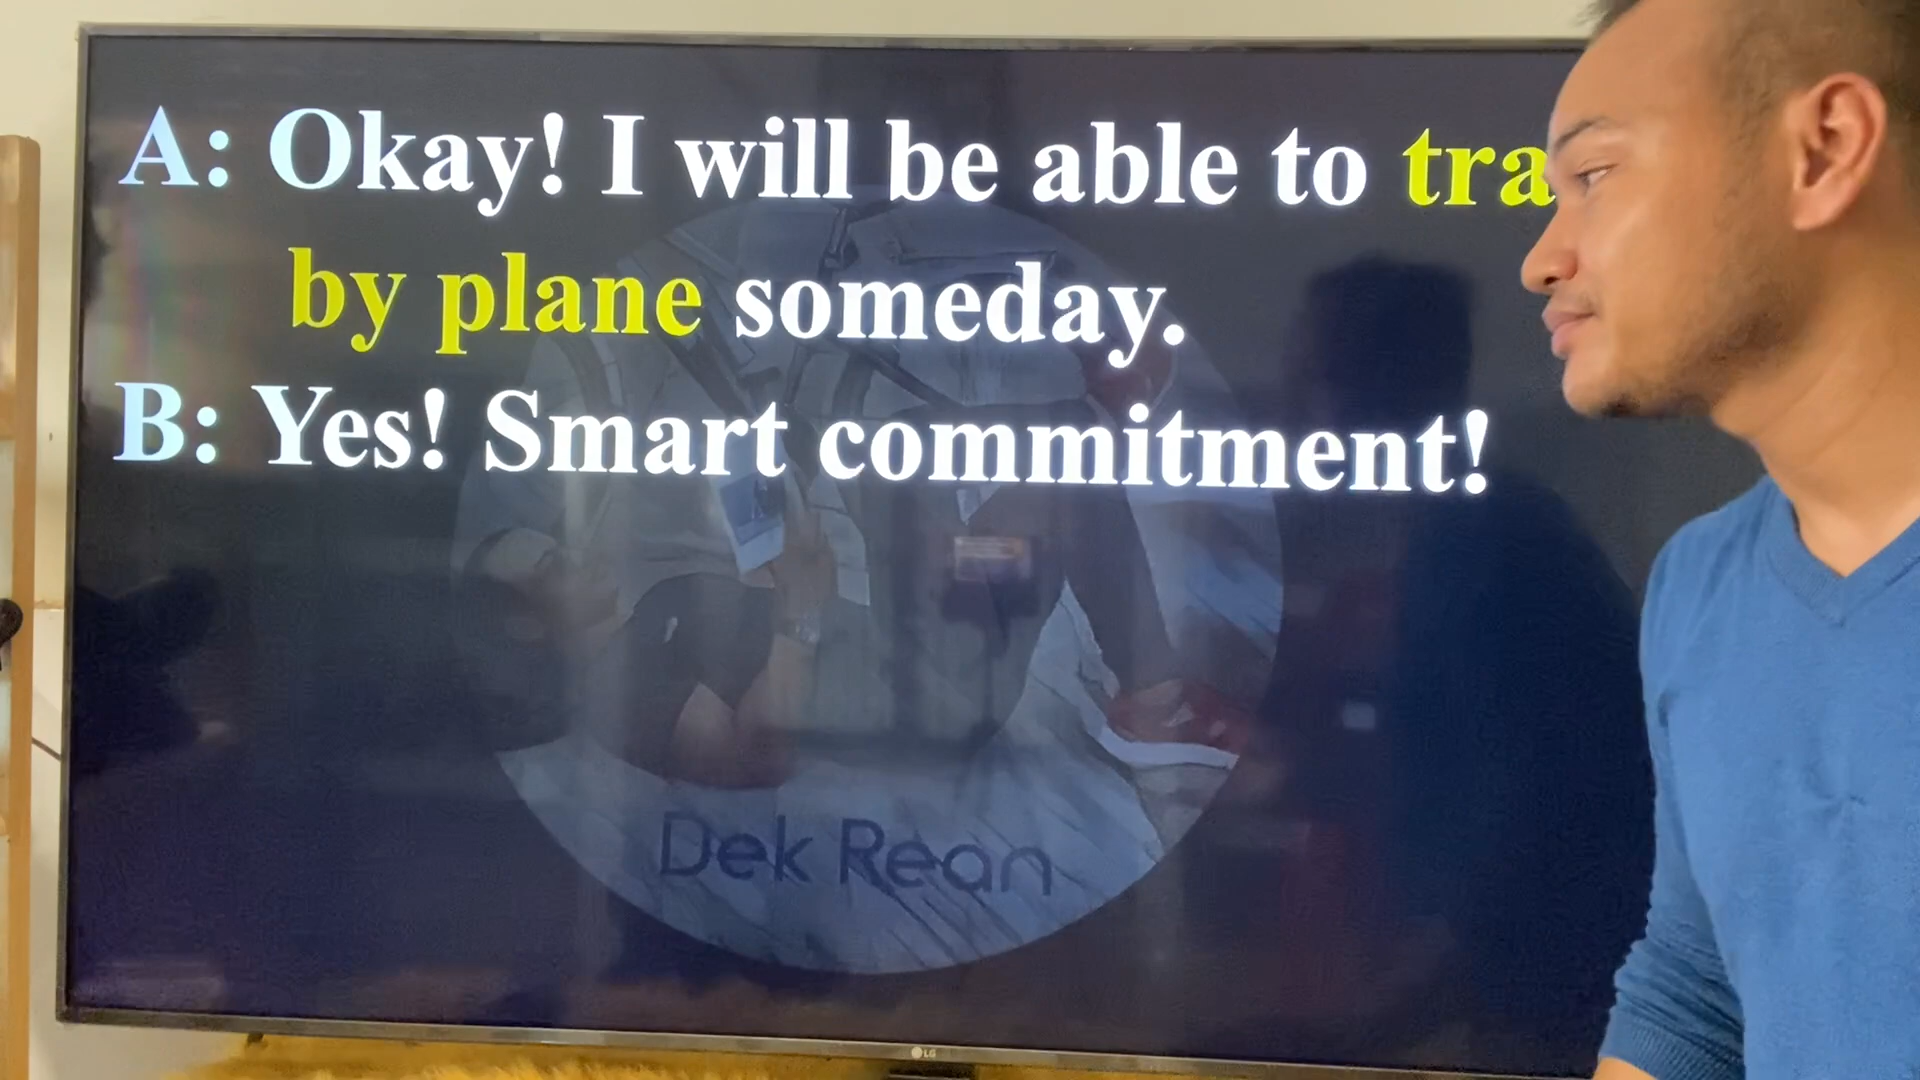 A: Okay! I will be able to tra
by plane someday.
B: Yes! Smart commitment!
Dek Rean
LG